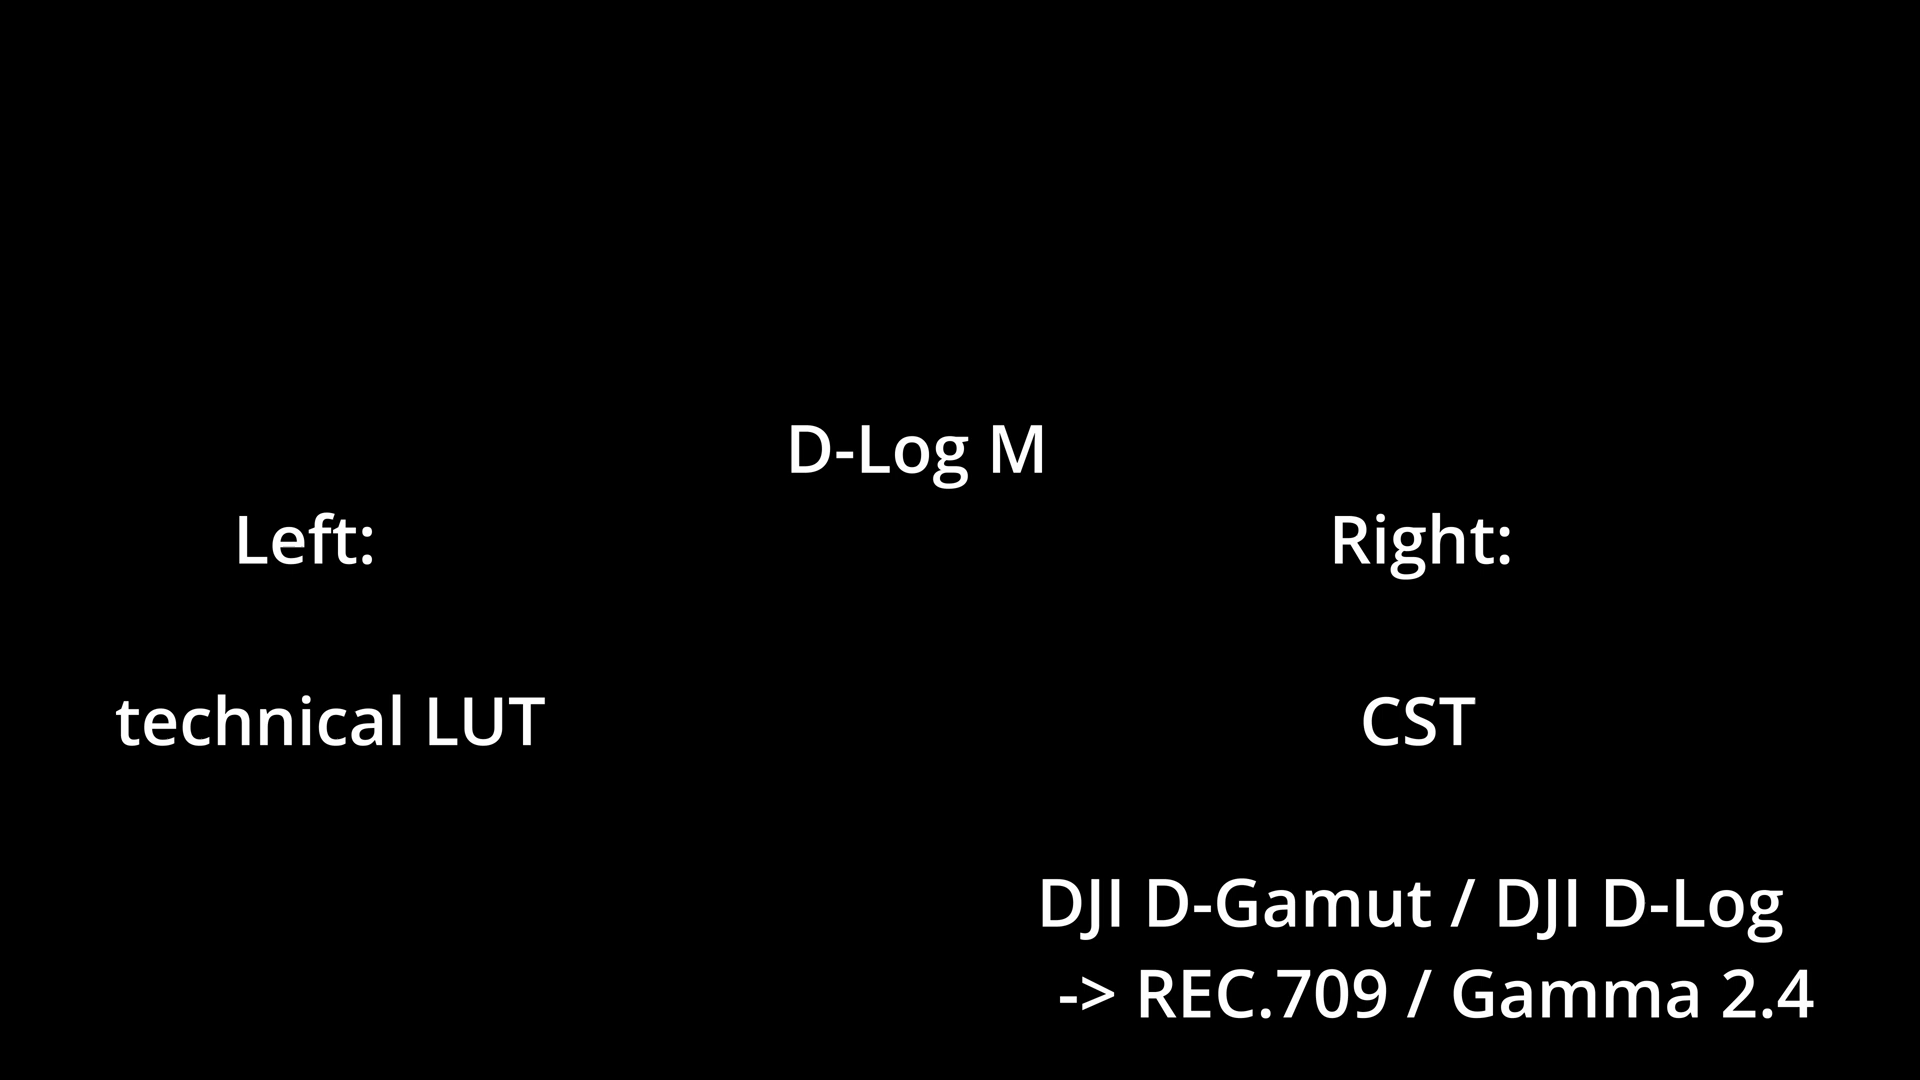 D-Log M
Left: Right:
technical LUT CST
DJI D-Gamut / DJI D-Log
-> REC.709 / Gamma 2.4